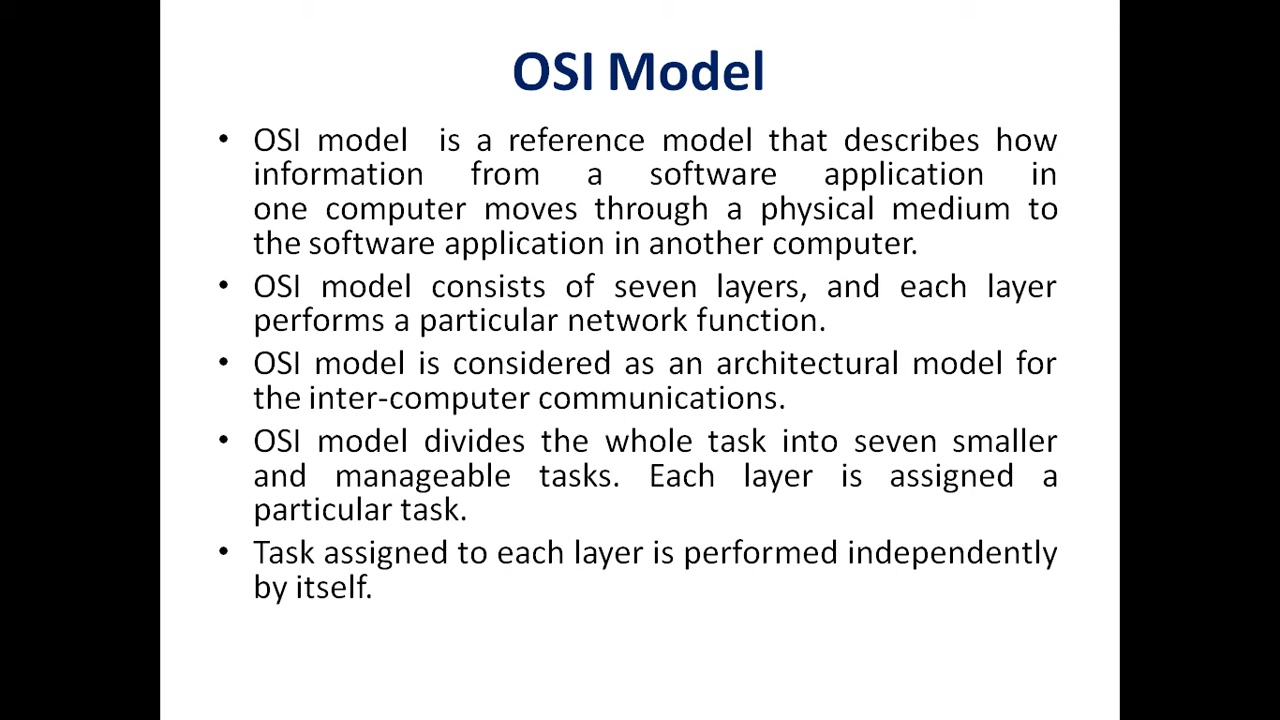 OSI Model
• OSI model is a reference model that describes how
information from a software application in
one computer moves through a physical medium to
the software application in another computer.
• OSI model consists of seven layers, and each layer
performs a particular network function.
• OSI model is considered as an architectural model for
the inter-computer communications.
• OSI model divides the whole task into seven smaller
and manageable tasks. Each layer is assigned a
particular task.
• Task assigned to each layer is performed independently
by itself.